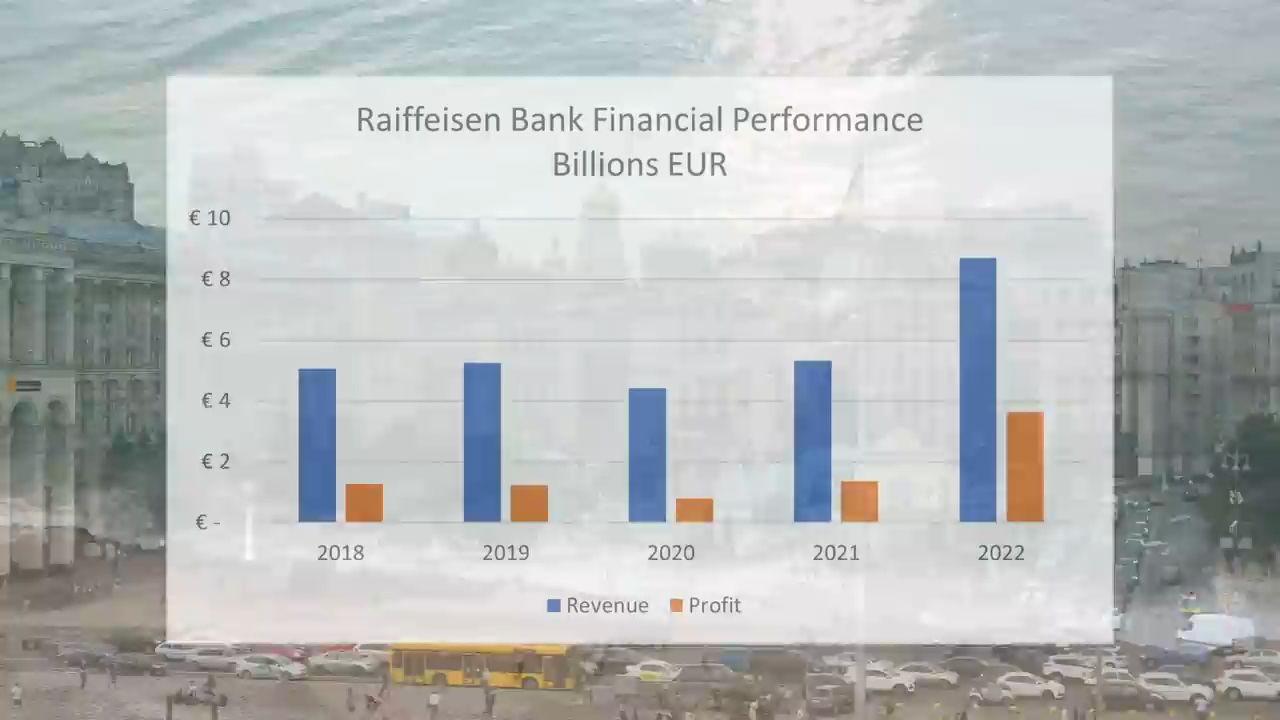 Raiffeisen Bank Financial Performance
Billions EUR
€ 10
€ 8
€ 6
€ 4
€ 2
€ -
2018 2019 2020 2021 2022
Revenue Profit